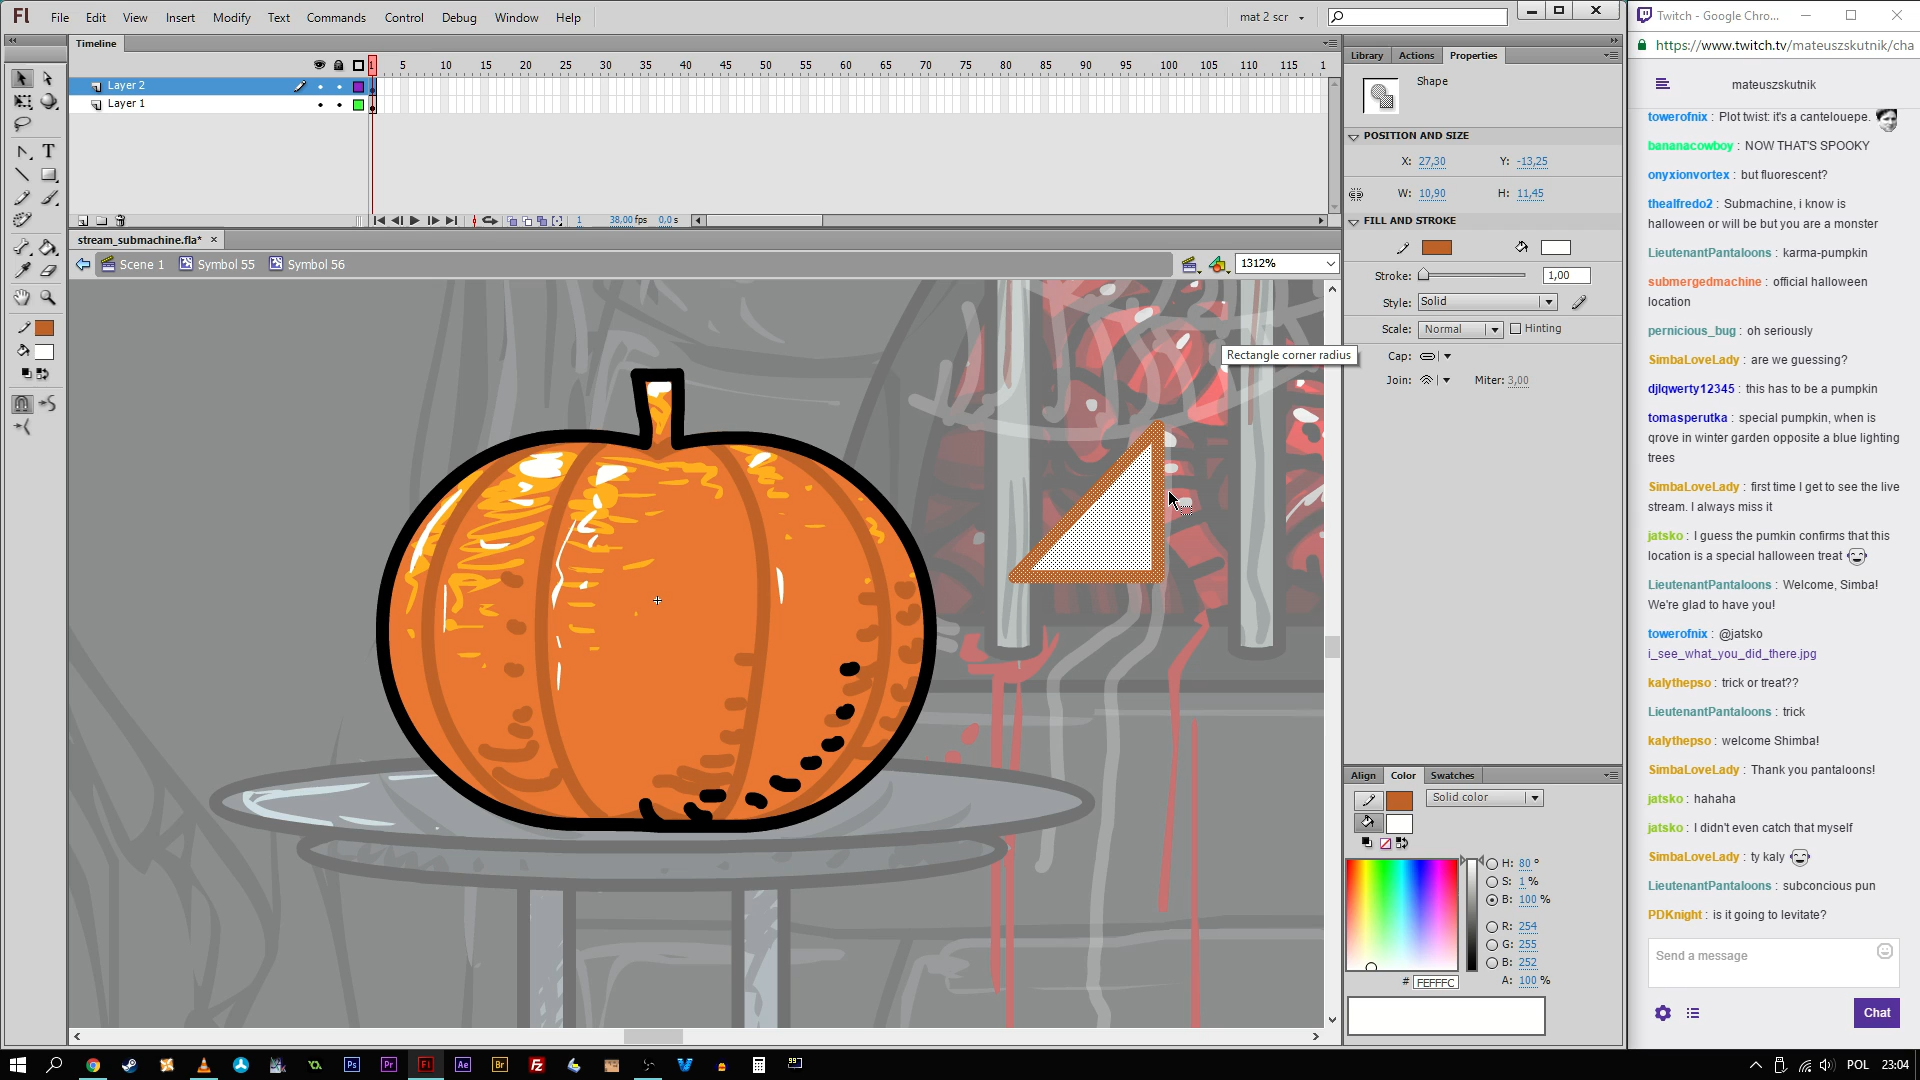 Fl File Edit View Insert Modify Text Commands Control Debug Window Help mat 2 scr
Twitch - Google Chro...
https://www.twitch.tv/mateuszskutnik/cha
Timeline
1 5 10 15 20 25 30 35 40 45 50 55 60 65 70 75 80 85 90 95 100 105 110 115 1
Layer 2
Layer 1
1 38,00 fps 0,0 s
stream_submachine.fla* ×
Scene 1 Symbol 55 Symbol 56 1312%
Rectangle corner radius
Library Actions Properties
Shape
POSITION AND SIZE
X: 27,30 Y: -13,25
W: 10,90 H: 11,45
FILL AND STROKE
Stroke: 1,00
Style: Solid
Scale: Normal Hinting
Cap:
Join: Miter: 3,00
Align Color Swatches
Solid color
H: 80 °
S: 1 %
B: 100 %
R: 254
G: 255
B: 252
# FEFFFC A: 100 %
mateuszskutnik
towerofnix : Plot twist: it's a cantelouepe.
bananacowboy : NOW THAT'S SPOOKY
onyxionvortex : but fluorescent?
thealfredo2 : Submachine, i know is
halloween or will be but you are a monster
LieutenantPantaloons : karma-pumpkin
submergedmachine : official halloween
location
pernicious_bug : oh seriously
SimbaLoveLady : are we guessing?
djlqwerty12345 : this has to be a pumpkin
tomasperutka : special pumpkin, when is
qrove in winter garden opposite a blue lighting
trees
SimbaLoveLady : first time I get to see the live
stream. I always miss it
jatsko : I guess the pumkin confirms that this
location is a special halloween treat
LieutenantPantaloons : Welcome, Simba!
We're glad to have you!
towerofnix : @jatsko
i_see_what_you_did_there.jpg
kalythepso : trick or treat??
LieutenantPantaloons : trick
kalythepso : welcome Shimba!
SimbaLoveLady : Thank you pantaloons!
jatsko : hahaha
jatsko : I didn't even catch that myself
SimbaLoveLady : ty kaly
LieutenantPantaloons : subconcious pun
PDKnight : is it going to levitate?
Send a message
Chat
Ps Pr Fl Ae Br Fz
POL 23:04